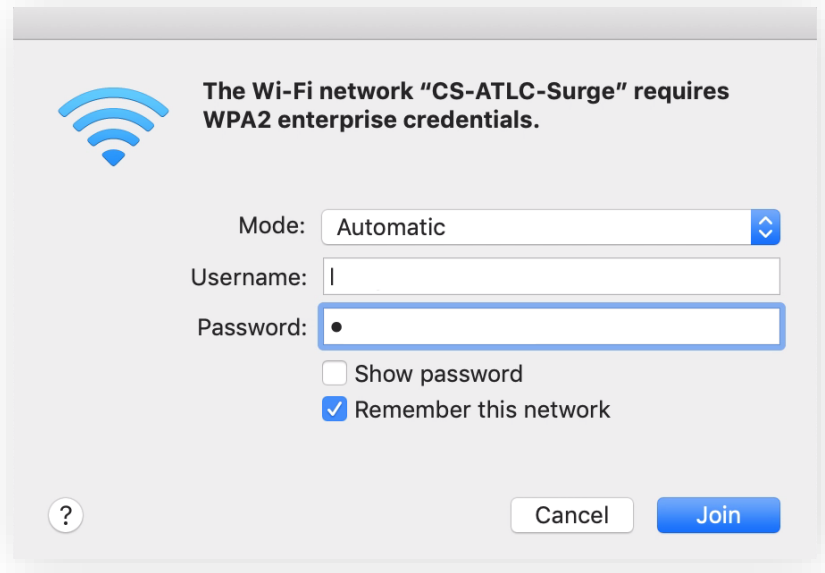 The Wi-Fi network “CS-ATLC-Surge” requires
WPA2 enterprise credentials.
Mode: Automatic
Username: l
Password: •
Show password
Remember this network
? Cancel Join